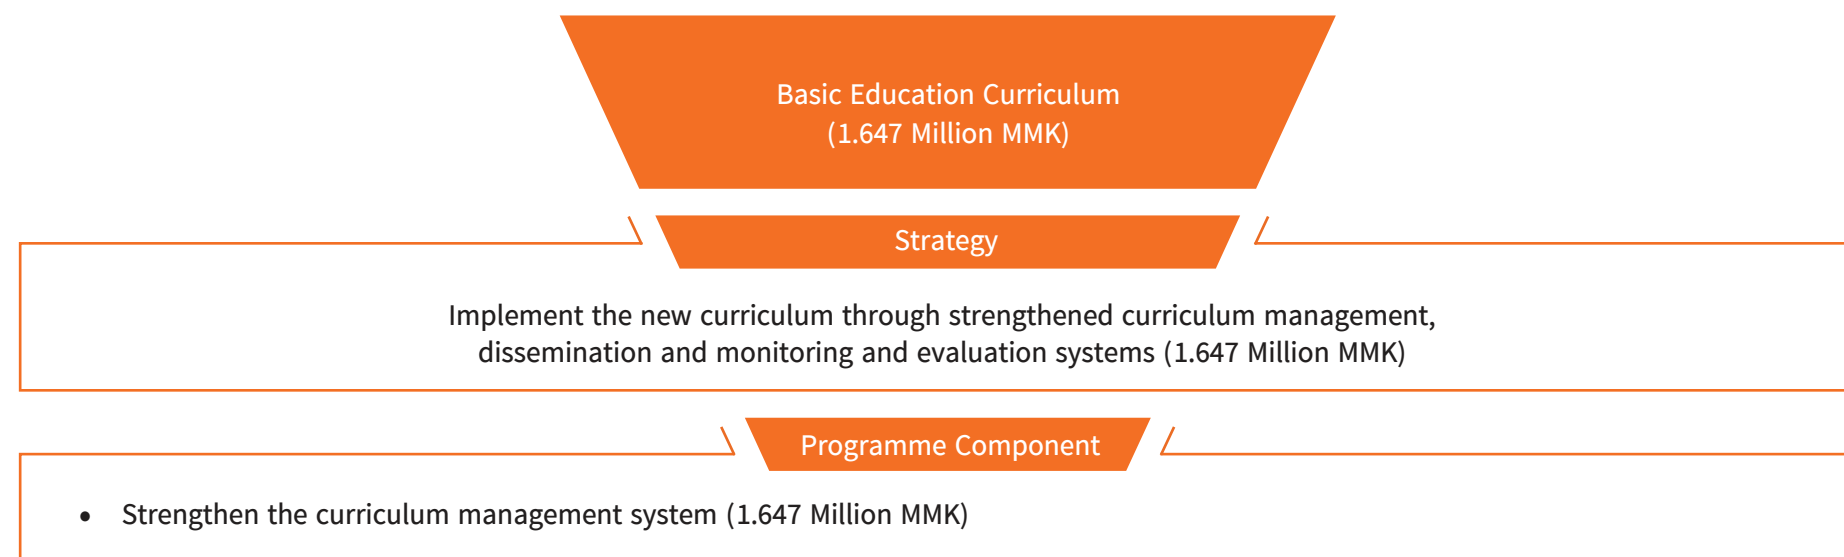 Basic Education Curriculum
(1.647 Million MMK)
Strategy
Implement the new curriculum through strengthened curriculum management,
dissemination and monitoring and evaluation systems (1.647 Million MMK)
Programme Component
• Strengthen the curriculum management system (1.647 Million MMK)